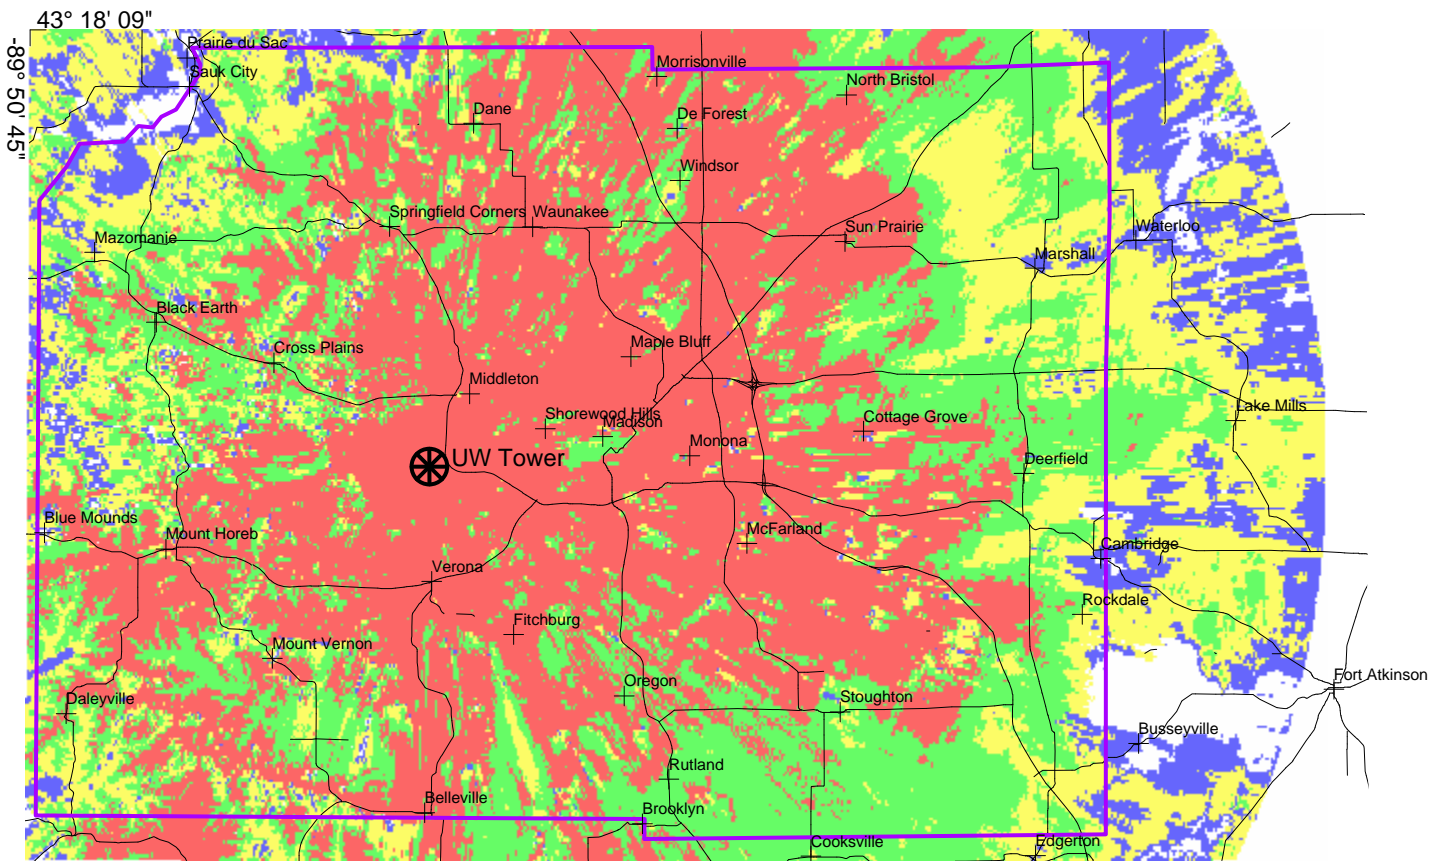 43° 18' 09"
-89° 50' 45"
Prairie du Sac
Sauk City
Morrisonville
North Bristol
Dane
De Forest
Windsor
Springfield Corners
Waunakee
Sun Prairie
Waterloo
Mazomanie
Marshall
Black Earth
Cross Plains
Maple Bluff
Middleton
Shorewood Hills
Madison
Cottage Grove
Lake Mills
Monona
UW Tower
Deerfield
Blue Mounds
Mount Horeb
McFarland
Cambridge
Verona
Rockdale
Fitchburg
Mount Vernon
Fort Atkinson
Oregon
Daleyville
Stoughton
Busseyville
Rutland
Belleville
Brooklyn
Cooksville
Edgerton